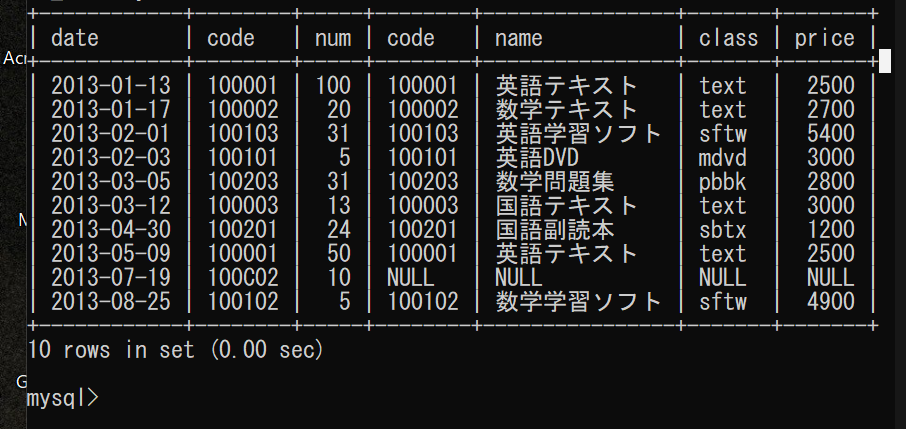 +------------+--------+-----+--------+----------------+-------+-------+
| date | code | num | code | name | class | price |
+------------+--------+-----+--------+----------------+-------+-------+
| 2013-01-13 | 100001 | 100 | 100001 | 英語テキスト | text | 2500 |
| 2013-01-17 | 100002 | 20 | 100002 | 数学テキスト | text | 2700 |
| 2013-02-01 | 100103 | 31 | 100103 | 英語学習ソフト | sftw | 5400 |
| 2013-02-03 | 100101 | 5 | 100101 | 英語DVD | mdvd | 3000 |
| 2013-03-05 | 100203 | 31 | 100203 | 数学問題集 | pbbk | 2800 |
| 2013-03-12 | 100003 | 13 | 100003 | 国語テキスト | text | 3000 |
| 2013-04-30 | 100201 | 24 | 100201 | 国語副読本 | sbtx | 1200 |
| 2013-05-09 | 100001 | 50 | 100001 | 英語テキスト | text | 2500 |
| 2013-07-19 | 100C02 | 10 | NULL | NULL | NULL | NULL |
| 2013-08-25 | 100102 | 5 | 100102 | 数学学習ソフト | sftw | 4900 |
+------------+--------+-----+--------+----------------+-------+-------+
10 rows in set (0.00 sec)
mysql>